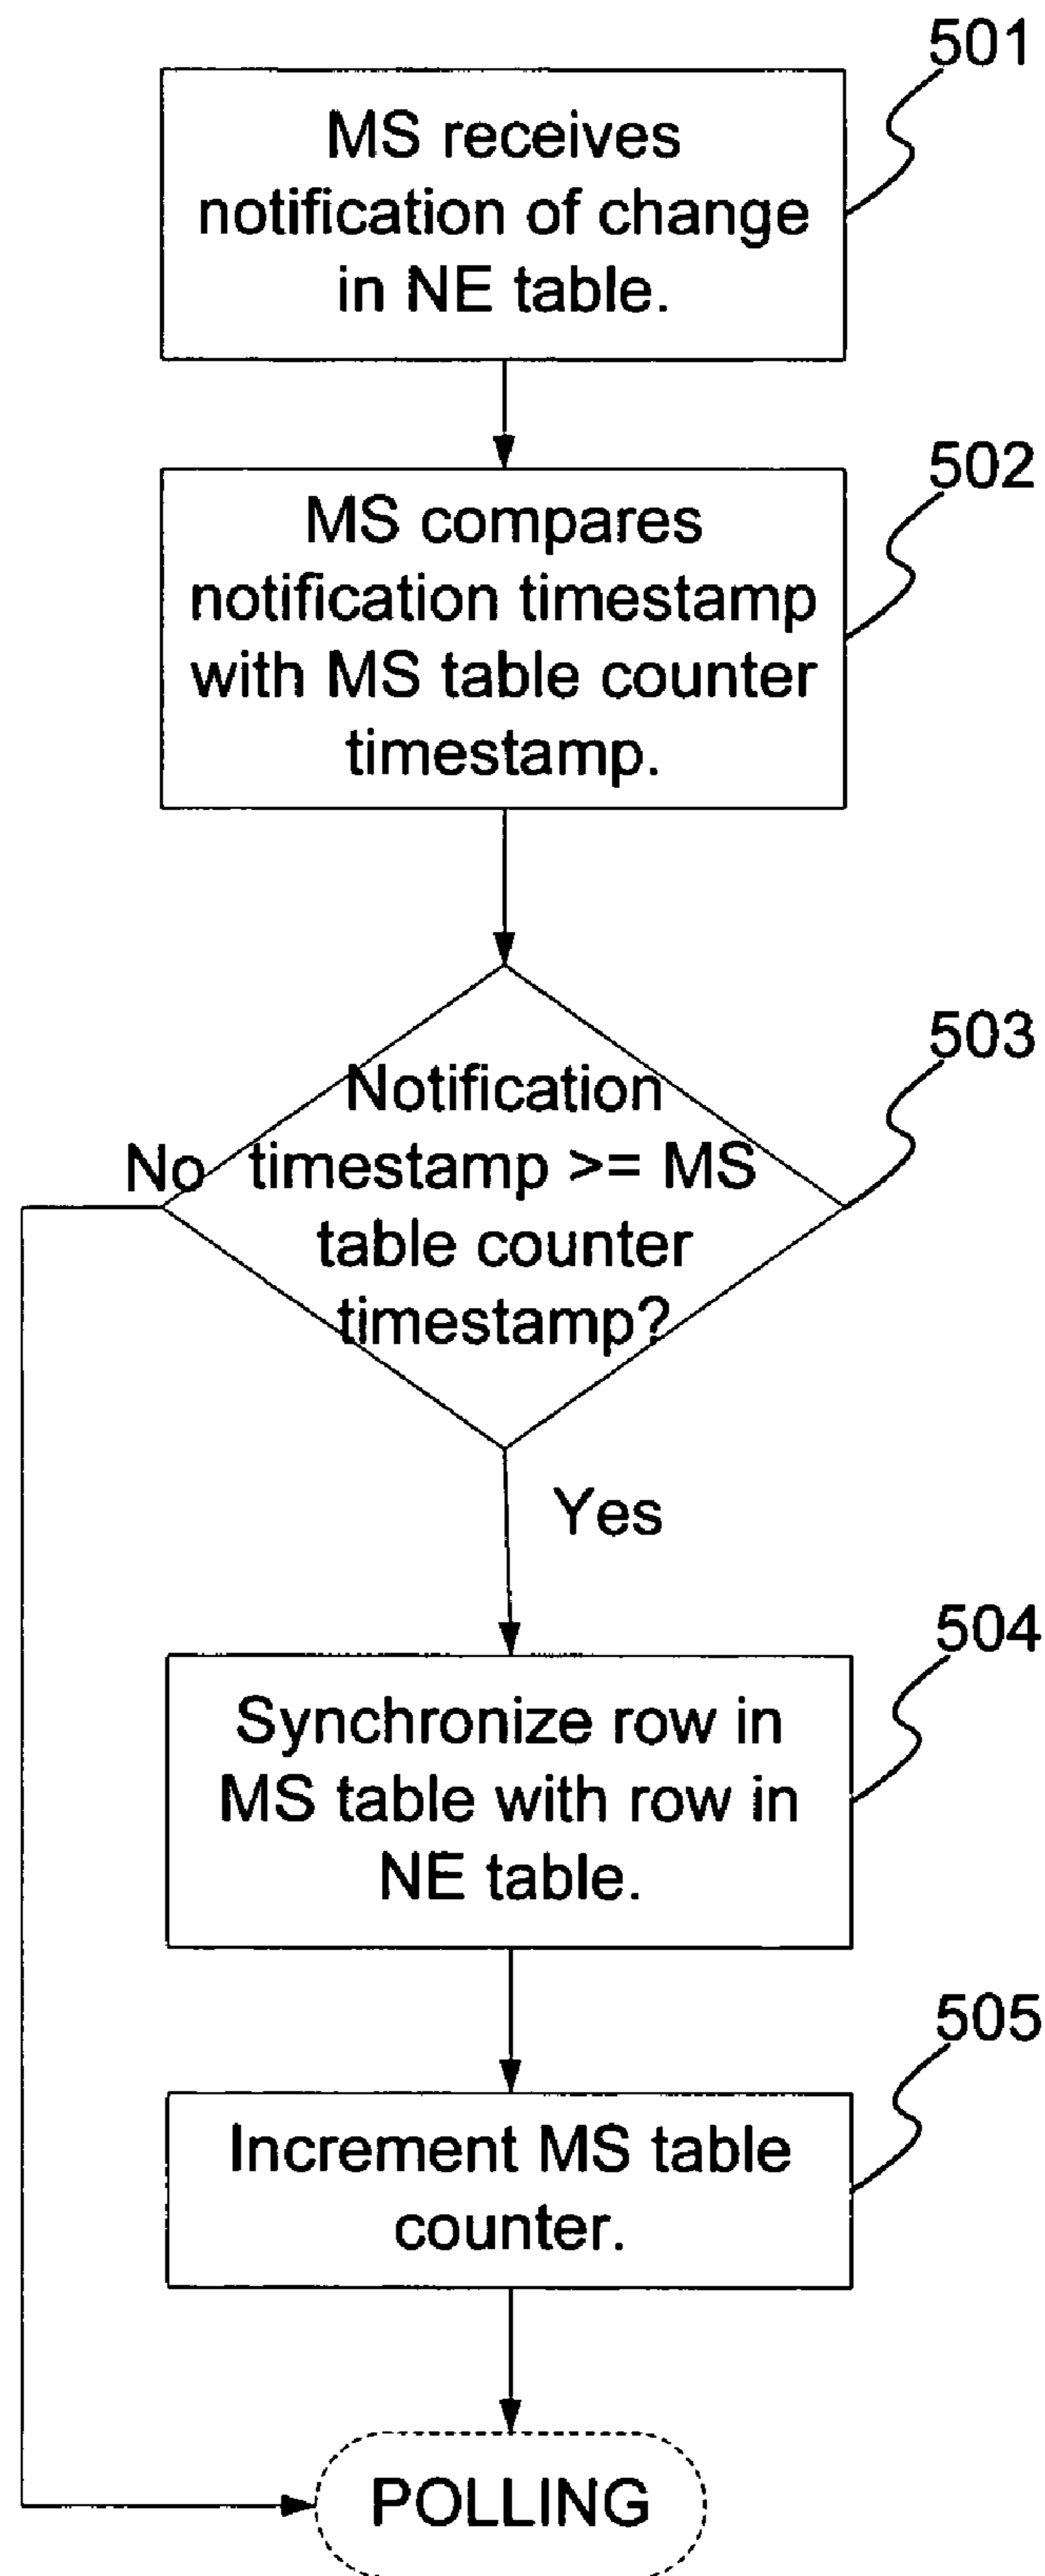 501
MS receives
notification of change
in NE table.
502
MS compares
notification timestamp
with MS table counter
timestamp.
503
Notification
No timestamp >= MS
table counter
timestamp?
Yes
504
Synchronize row in
MS table with row in
NE table.
505
Increment MS table
counter.
POLLING